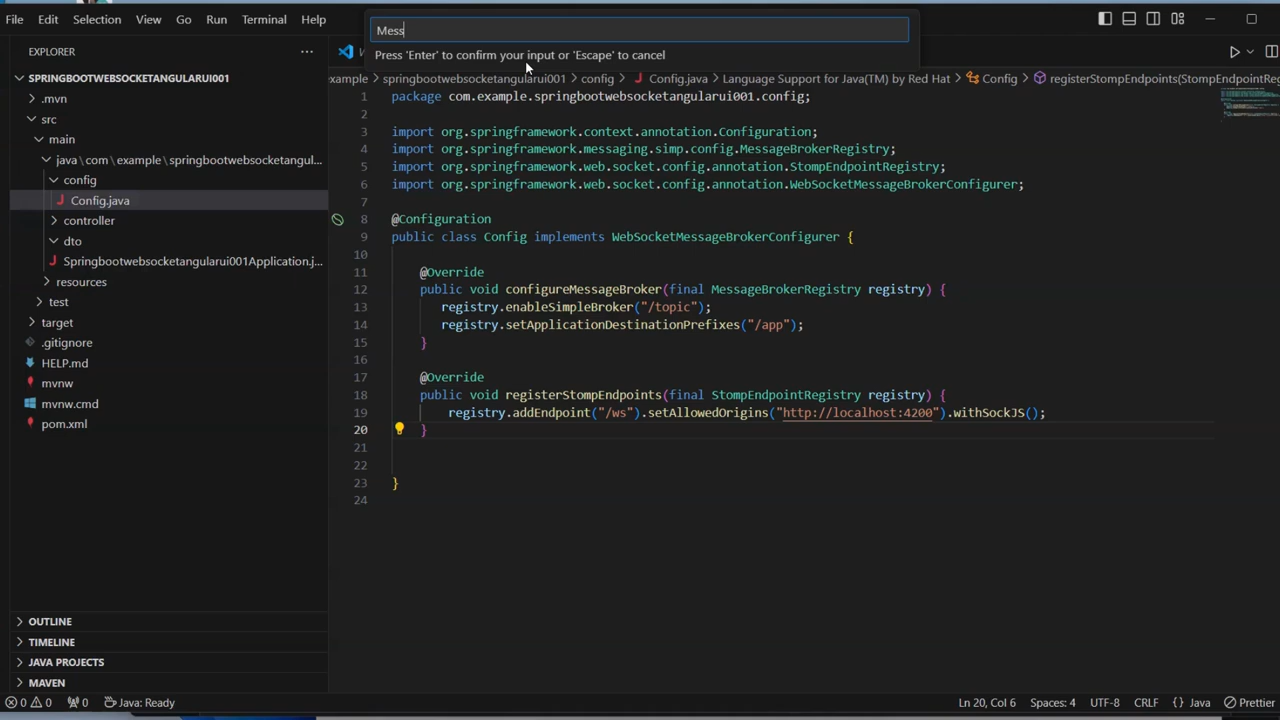 File Edit Selection View Go Run Terminal Help
Mess
Press 'Enter' to confirm your input or 'Escape' to cancel
EXPLORER
SPRINGBOOTWEBSOCKETANGULARUI001
.mvn
src
main
java\com\example\springbootwebsocketangul...
config
Config.java
controller
dto
Springbootwebsocketangularui001Application.j...
resources
test
target
.gitignore
HELP.md
mvnw
mvnw.cmd
pom.xml
OUTLINE
TIMELINE
JAVA PROJECTS
MAVEN
example springbootwebsocketangularui001 config Config.java Language Support for Java(TM) by Red Hat Config registerStompEndpoints(StompEndpointReg
1 package com.example.springbootwebsocketangularui001.config;
2
3 import org.springframework.context.annotation.Configuration;
4 import org.springframework.messaging.simp.config.MessageBrokerRegistry;
5 import org.springframework.web.socket.config.annotation.StompEndpointRegistry;
6 import org.springframework.web.socket.config.annotation.WebSocketMessageBrokerConfigurer;
7
8 @Configuration
9 public class Config implements WebSocketMessageBrokerConfigurer {
10
11 @Override
12 public void configureMessageBroker(final MessageBrokerRegistry registry) {
13 registry.enableSimpleBroker("/topic");
14 registry.setApplicationDestinationPrefixes("/app");
15 }
16
17 @Override
18 public void registerStompEndpoints(final StompEndpointRegistry registry) {
19 registry.addEndpoint("/ws").setAllowedOrigins("http://localhost:4200").withSockJS();
20 }
21
22
23 }
24
0 0 0 Java: Ready Ln 20, Col 6 Spaces: 4 UTF-8 CRLF {} Java Prettier